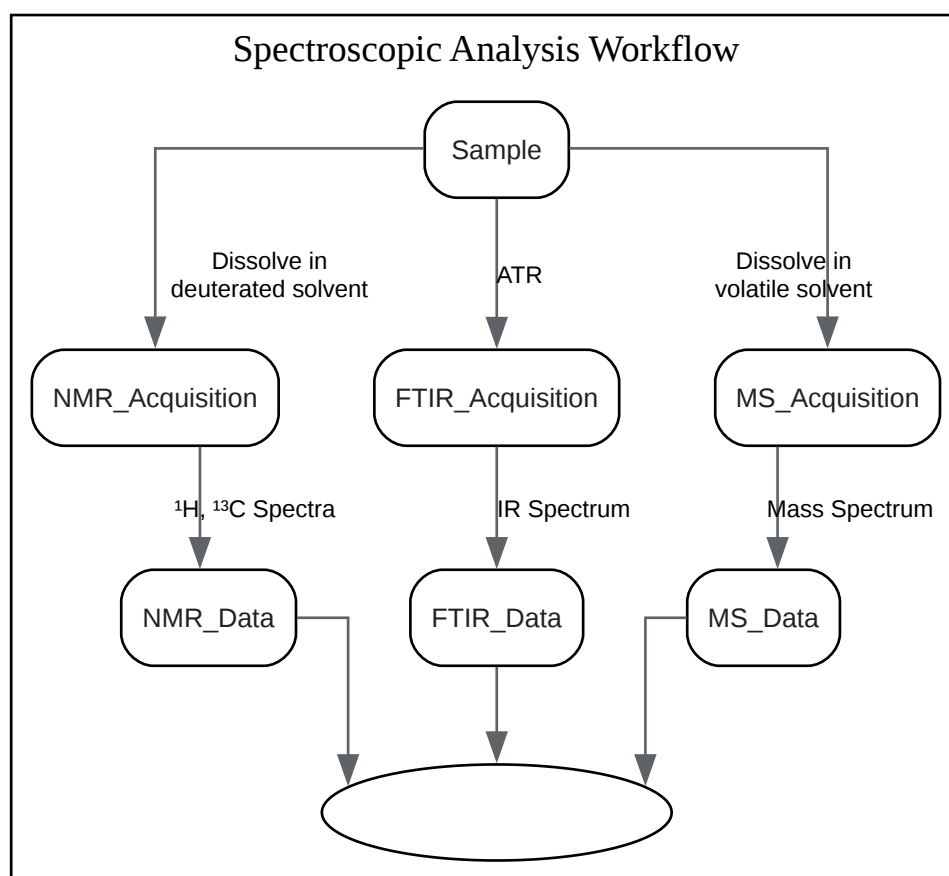 Spectroscopic Analysis Workflow
Sample
Dissolve in
deuterated solvent
ATR
Dissolve in
volatile solvent
NMR_Acquisition
FTIR_Acquisition
MS_Acquisition
¹H, ¹³C Spectra
IR Spectrum
Mass Spectrum
NMR_Data
FTIR_Data
MS_Data